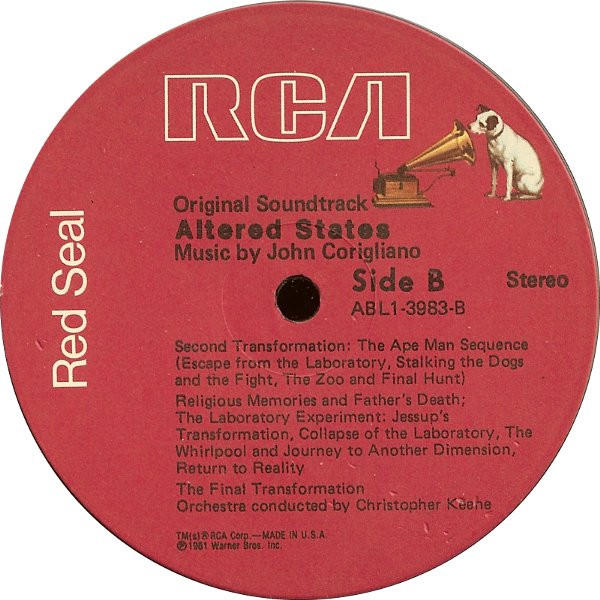 RCA
Red Seal
Original Soundtrack
Altered States
Music by John Corigliano
Side B
Stereo
ABL1-3983-B
Second Transformation: The Ape Man Sequence
(Escape from the Laboratory, Stalking the Dogs
and the Fight, The Zoo and Final Hunt)
Religious Memories and Father's Death;
The Laboratory Experiment: Jessup's
Transformation, Collapse of the Laboratory, The
Whirlpool and Journey to Another Dimension,
Return to Reality
The Final Transformation
Orchestra conducted by Christopher Keehe
TM(s)®RCA Corp.—MADE IN U.S.A.
℗1981 Warner Bros. Inc.